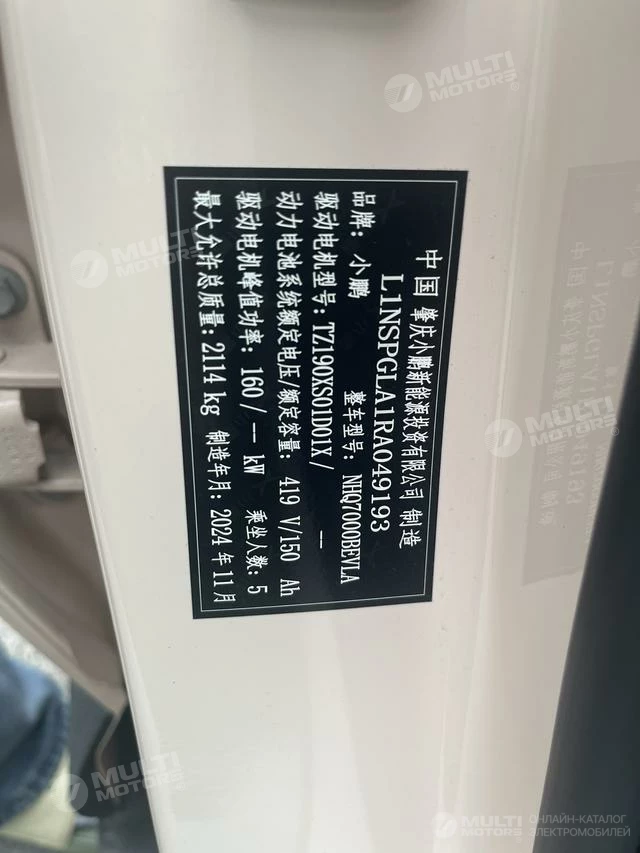 中国 肇庆小鹏新能源投资有限公司 制造
L1NSPGLA1RA049193
品牌: 小鹏 整车型号: NHQ7000BEVLA
驱动电机型号: TZ190XS01D01X/ --
动力电池系统额定电压/额定容量: 419 V/150 Ah
驱动电机峰值功率: 160/ -- kW 乘坐人数: 5
最大允许总质量: 2114 kg 制造年月: 2024 年 11 月
MULTI
MOTORS
MULTI
MOTORS
MULTI
MOTORS
MULTI
MOTORS
MULTI
MOTORS
ОНЛАЙН-КАТАЛОГ
ЭЛЕКТРОМОБИЛЕЙ